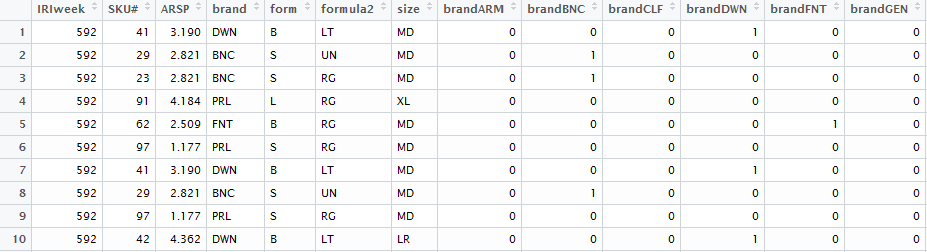 IRIweek SKU# ARSP brand form formula2 size brandARM brandBNC brandCLF brandDWN brandFNT brandGEN
1 592 41 3.190 DWN B LT MD 0 0 0 1 0 0
2 592 29 2.821 BNC S UN MD 0 1 0 0 0 0
3 592 23 2.821 BNC S RG MD 0 1 0 0 0 0
4 592 91 4.184 PRL L RG XL 0 0 0 0 0 0
5 592 62 2.509 FNT B RG MD 0 0 0 0 1 0
6 592 97 1.177 PRL S RG MD 0 0 0 0 0 0
7 592 41 3.190 DWN B LT MD 0 0 0 1 0 0
8 592 29 2.821 BNC S UN MD 0 1 0 0 0 0
9 592 97 1.177 PRL S RG MD 0 0 0 0 0 0
10 592 42 4.362 DWN B LT LR 0 0 0 1 0 0